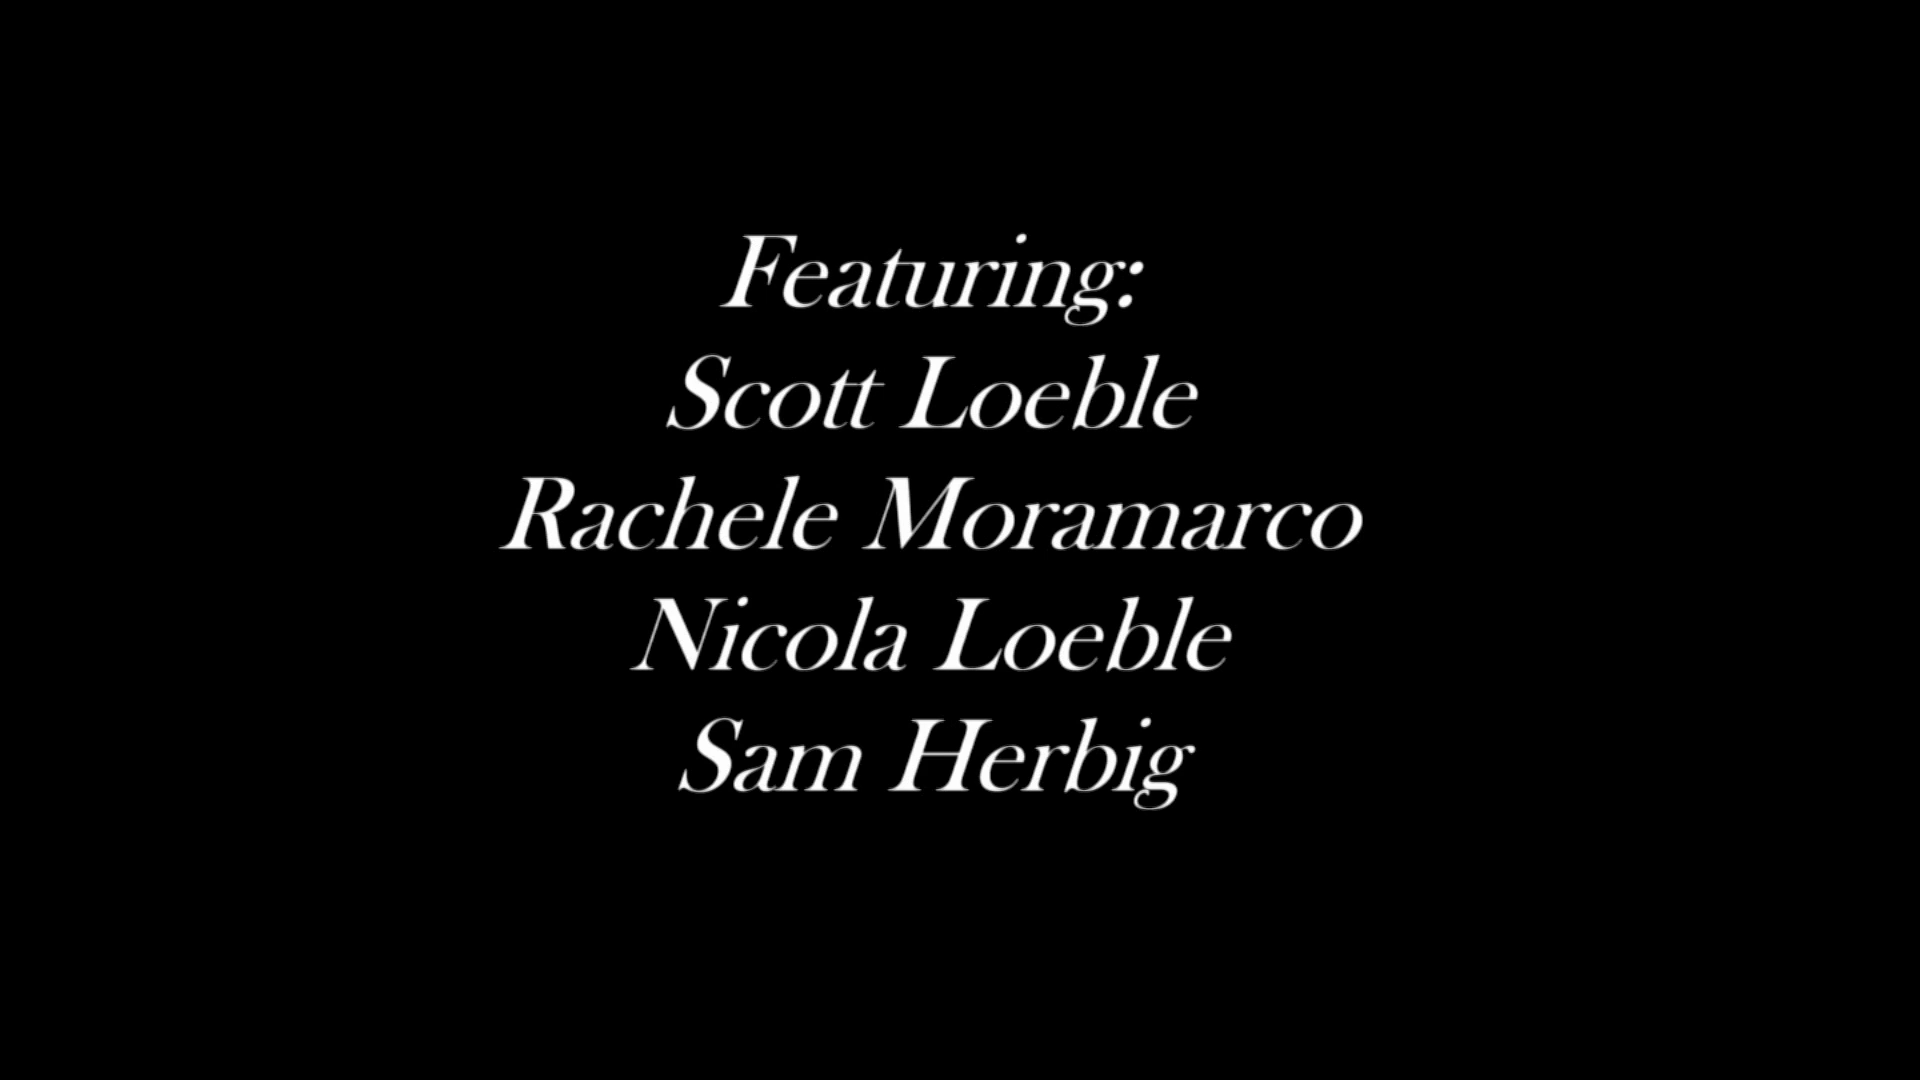 Featuring:
Scott Loeble
Rachele Moramarco
Nicola Loeble
Sam Herbig